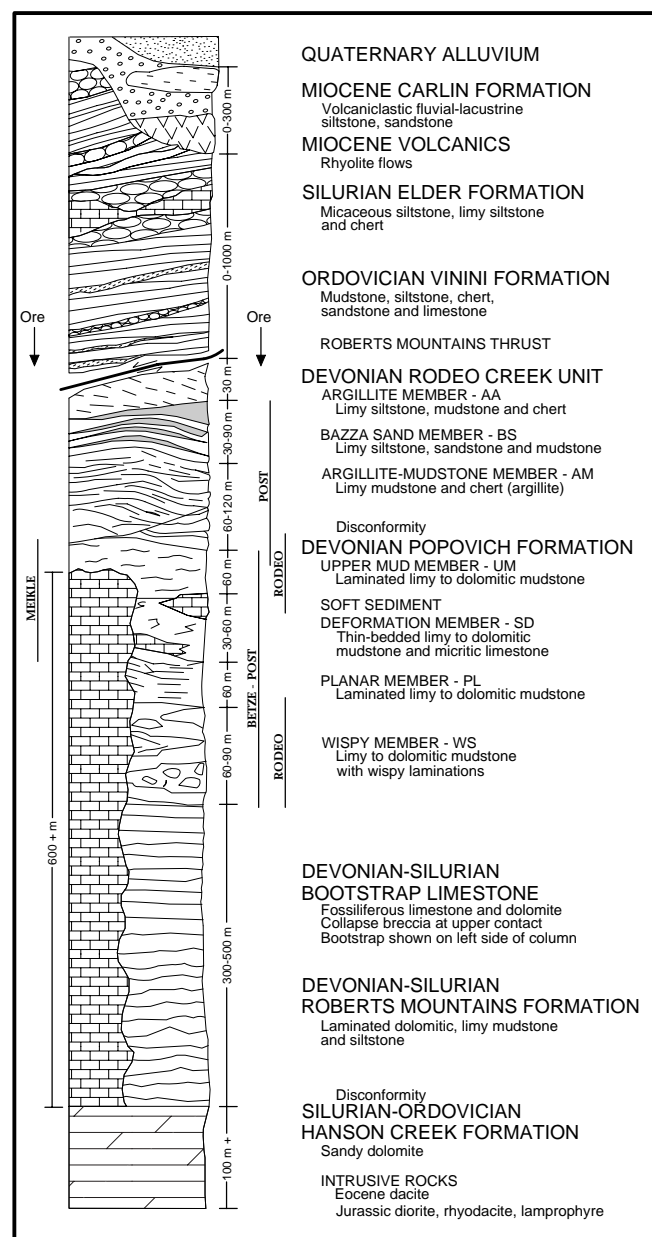 QUATERNARY ALLUVIUM
MIOCENE CARLIN FORMATION
Volcaniclastic fluvial-lacustrine
siltstone, sandstone
MIOCENE VOLCANICS
Rhyolite flows
SILURIAN ELDER FORMATION
Micaceous siltstone, limy siltstone
and chert
ORDOVICIAN VININI FORMATION
Mudstone, siltstone, chert,
sandstone and limestone
ROBERTS MOUNTAINS THRUST
DEVONIAN RODEO CREEK UNIT
ARGILLITE MEMBER - AA
Limy siltstone, mudstone and chert
BAZZA SAND MEMBER - BS
Limy siltstone, sandstone and mudstone
ARGILLITE-MUDSTONE MEMBER - AM
Limy mudstone and chert (argillite)
Disconformity
DEVONIAN POPOVICH FORMATION
UPPER MUD MEMBER - UM
Laminated limy to dolomitic mudstone
SOFT SEDIMENT
DEFORMATION MEMBER - SD
Thin-bedded limy to dolomitic
mudstone and micritic limestone
PLANAR MEMBER - PL
Laminated limy to dolomitic mudstone
WISPY MEMBER - WS
Limy to dolomitic mudstone
with wispy laminations
DEVONIAN-SILURIAN
BOOTSTRAP LIMESTONE
Fossiliferous limestone and dolomite
Collapse breccia at upper contact
Bootstrap shown on left side of column
DEVONIAN-SILURIAN
ROBERTS MOUNTAINS FORMATION
Laminated dolomitic, limy mudstone
and siltstone
Disconformity
SILURIAN-ORDOVICIAN
HANSON CREEK FORMATION
Sandy dolomite
INTRUSIVE ROCKS
Eocene dacite
Jurassic diorite, rhyodacite, lamprophyre
0-300 m
0-1000 m
Ore
Ore
30 m
30-90 m
60-120 m
60 m
30-60 m
60 m
60-90 m
300-500 m
100 m +
600 + m
MEIKLE
POST
RODEO
BETZE - POST
RODEO